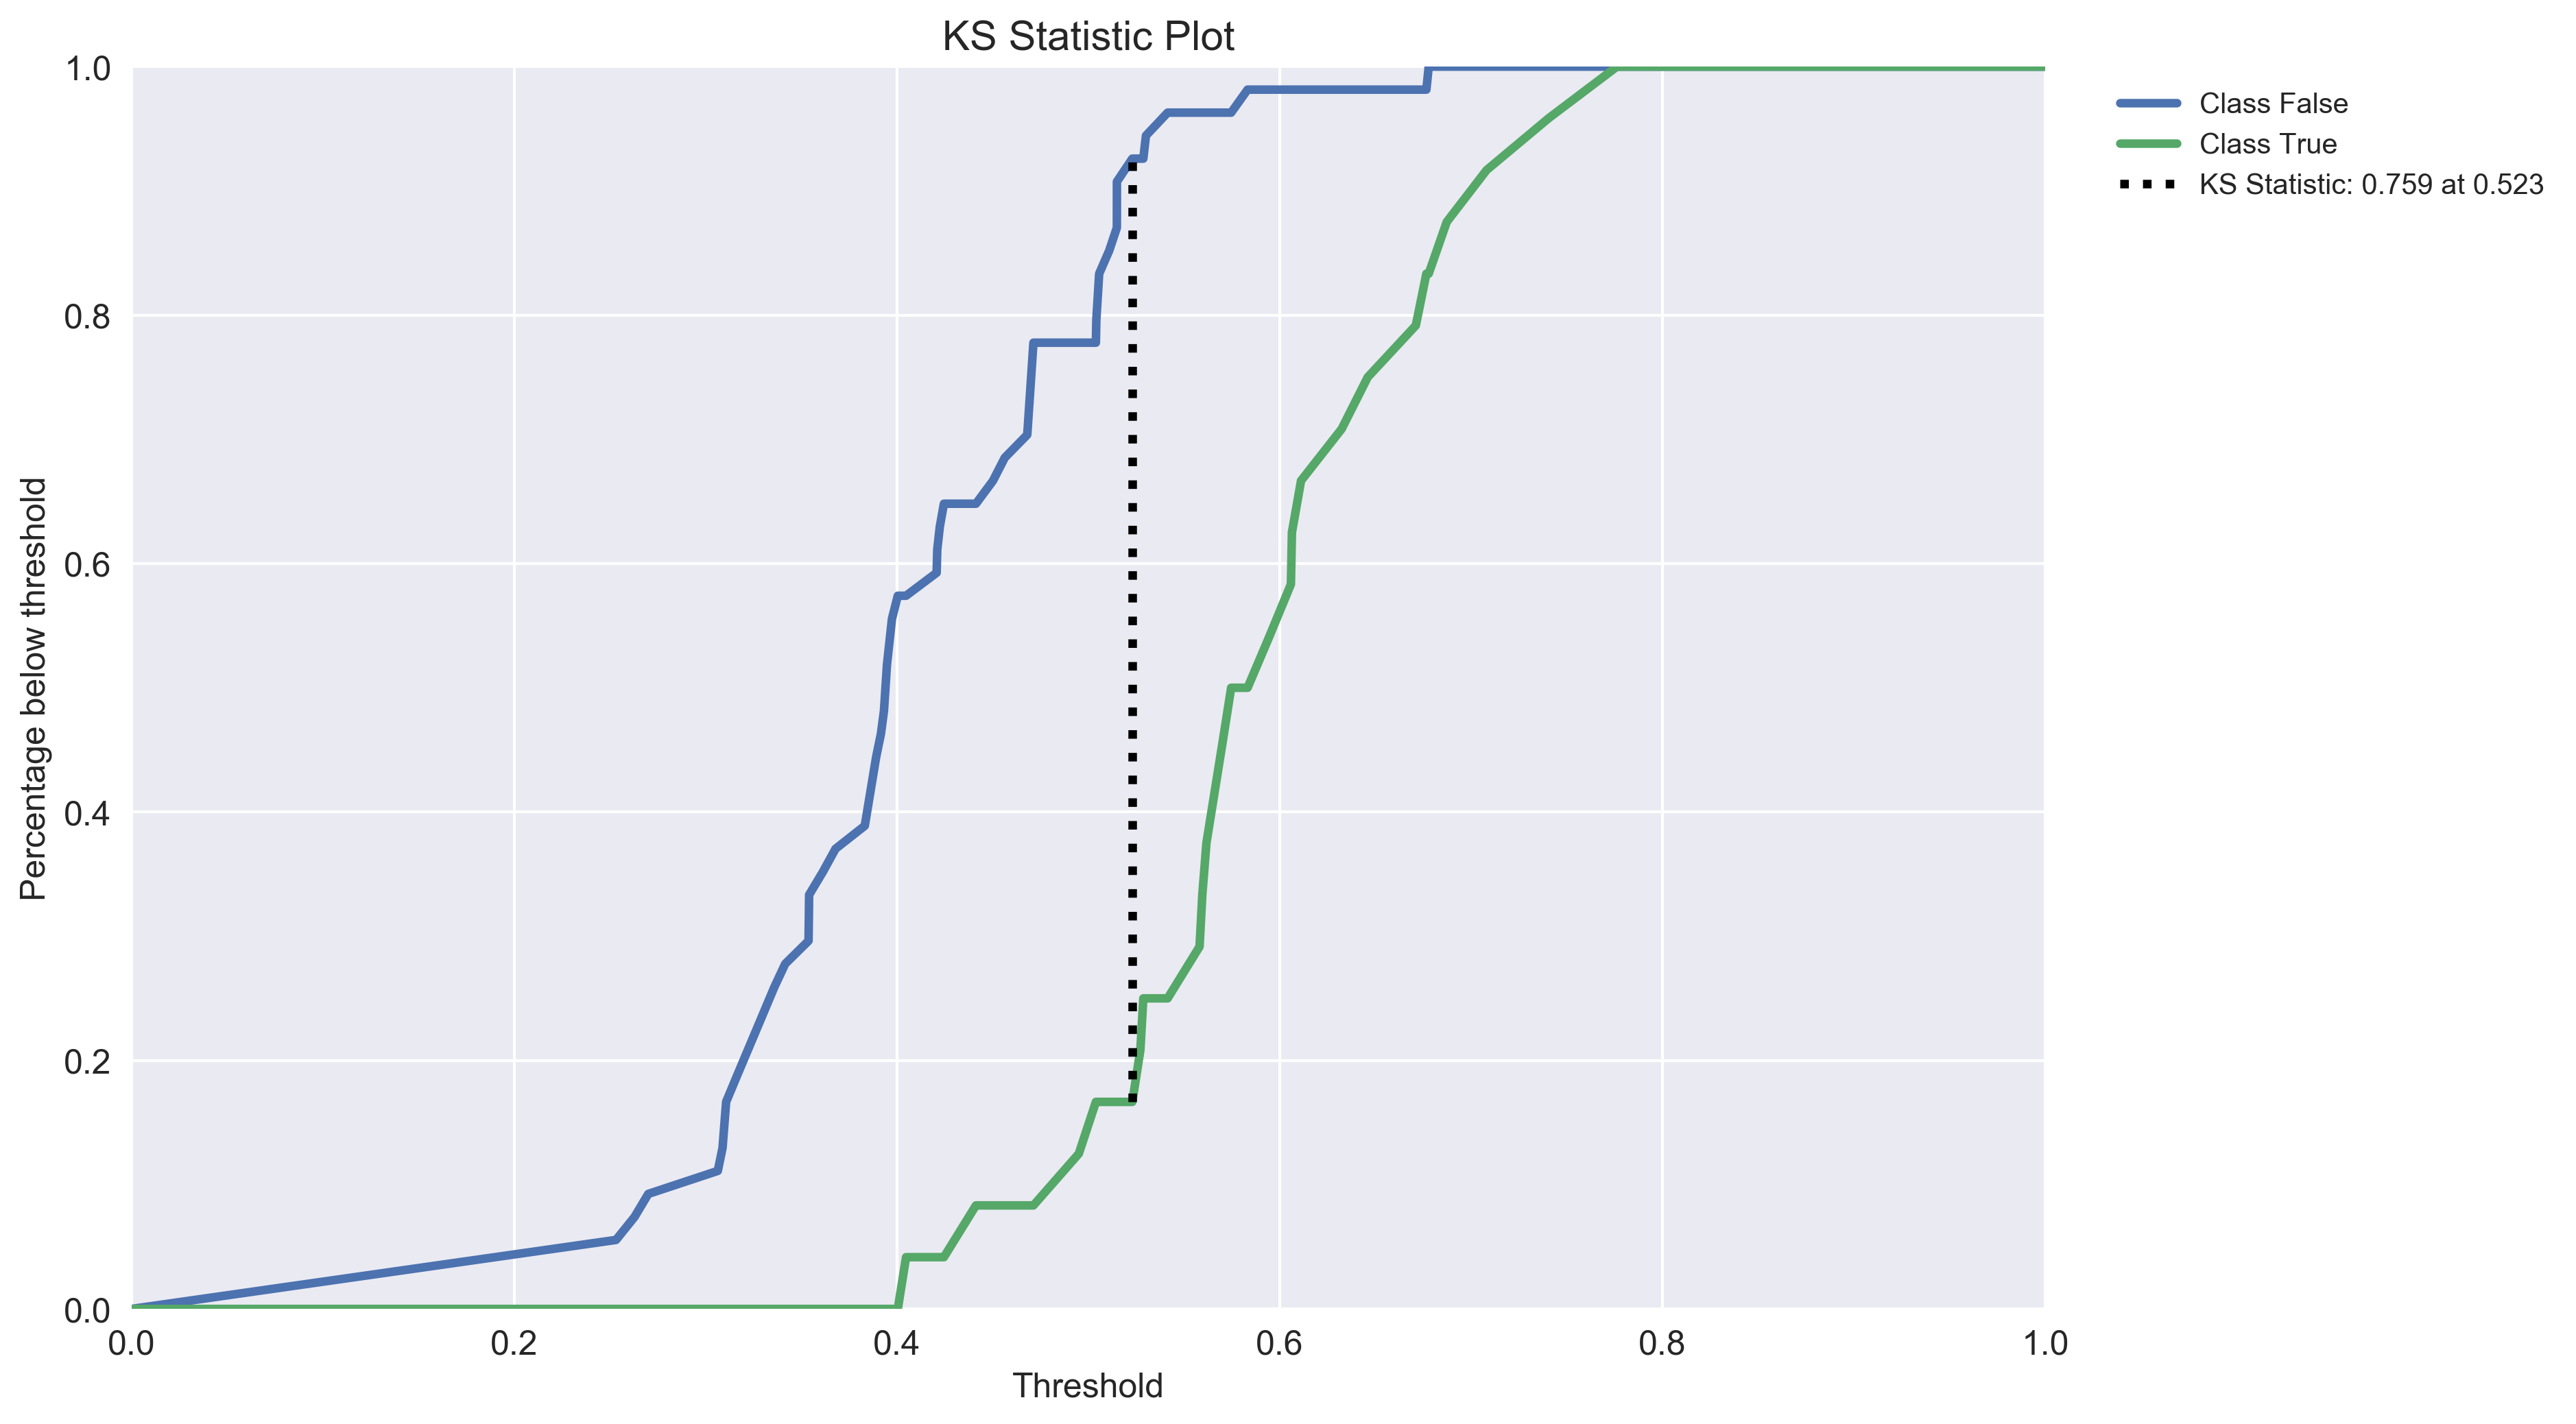 KS Statistic Plot
1.0
0.8
0.6
0.4
0.2
0.0
Percentage below threshold
0.0 0.2 0.4 0.6 0.8 1.0
Threshold
Class False
Class True
KS Statistic: 0.759 at 0.523